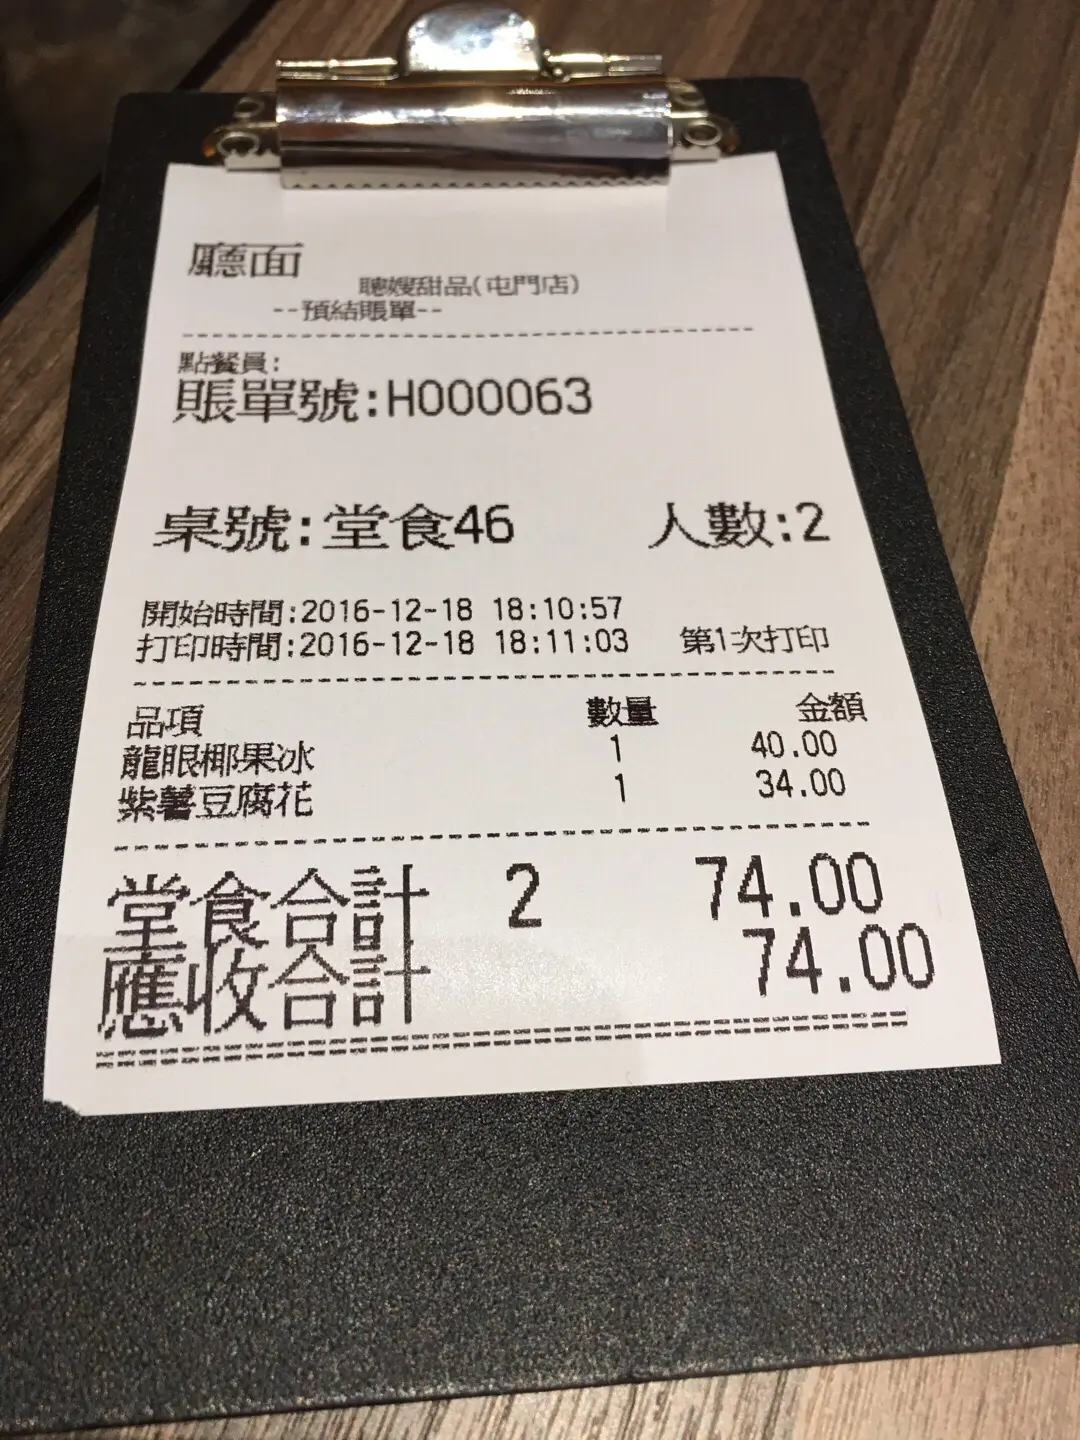 廳面
聰嫂甜品(屯門店)
--預結賬單--
點餐員:
賬單號:H000063
桌號:堂食46 人數:2
開始時間:2016-12-18 18:10:57
打印時間:2016-12-18 18:11:03 第1次打印
品項 數量 金額
龍眼椰果冰 1 40.00
紫薯豆腐花 1 34.00
堂食合計 2 74.00
應收合計 74.00